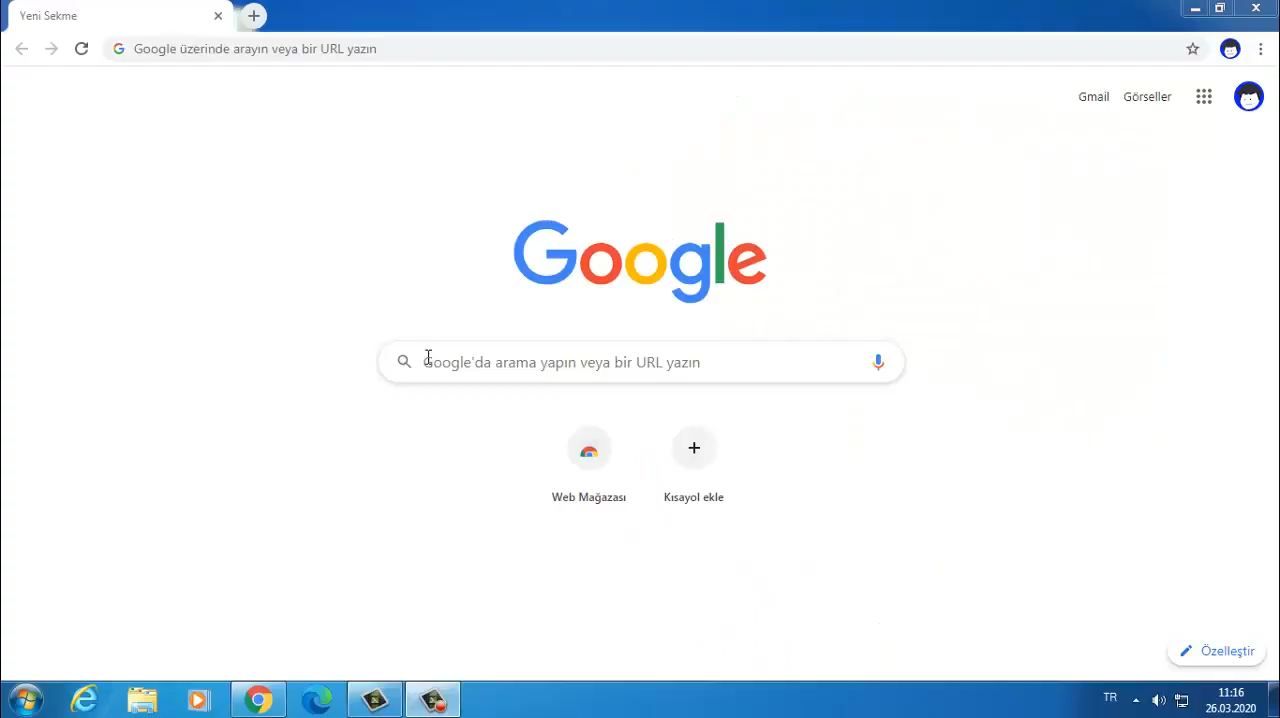 Yeni Sekme
Google üzerinde arayın veya bir URL yazın
Gmail Görseller
Google
Google'da arama yapın veya bir URL yazın
Web Mağazası Kısayol ekle
Özelleştir
TR 11:16
26.03.2020